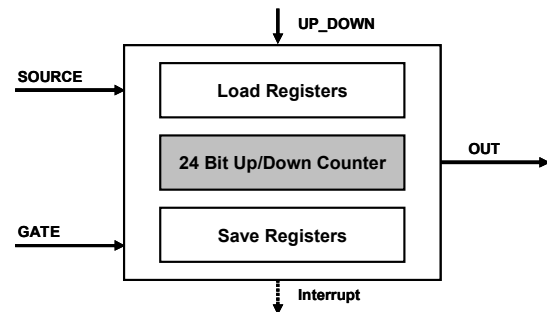 UP_DOWN
SOURCE
Load Registers
24 Bit Up/Down Counter
OUT
GATE
Save Registers
Interrupt